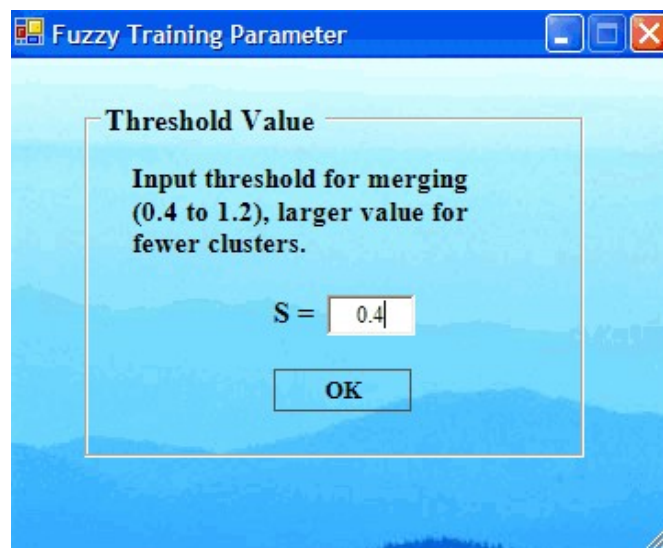 Fuzzy Training Parameter
Threshold Value
Input threshold for merging
(0.4 to 1.2), larger value for
fewer clusters.
S = 0.4
OK